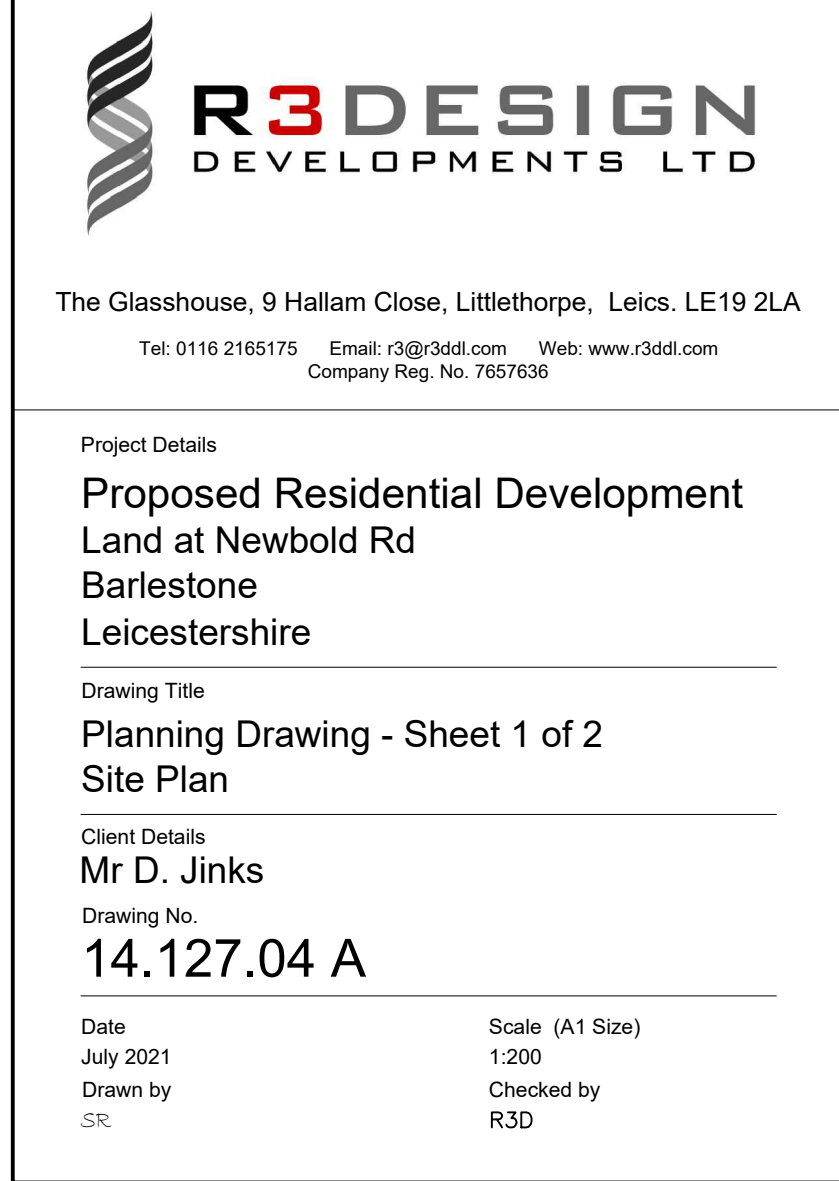 R3DESIGN
DEVELOPMENTS LTD
The Glasshouse, 9 Hallam Close, Littlethorpe, Leics. LE19 2LA
Tel: 0116 2165175 Email: r3@r3ddl.com Web: www.r3ddl.com
Company Reg. No. 7657636
Project Details
Proposed Residential Development
Land at Newbold Rd
Barlestone
Leicestershire
Drawing Title
Planning Drawing - Sheet 1 of 2
Site Plan
Client Details
Mr D. Jinks
Drawing No.
14.127.04 A
Date Scale (A1 Size)
July 2021 1:200
Drawn by Checked by
SR R3D